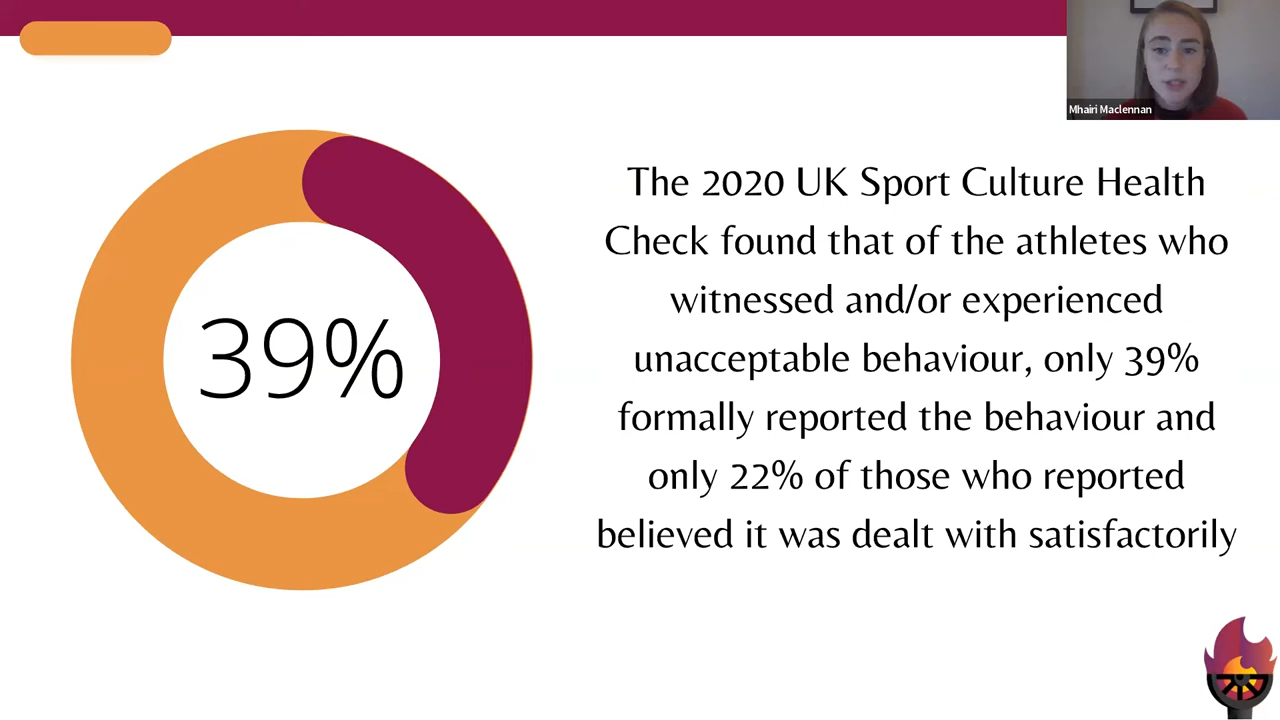 Mhairi Maclennan
39%
The 2020 UK Sport Culture Health
Check found that of the athletes who
witnessed and/or experienced
unacceptable behaviour, only 39%
formally reported the behaviour and
only 22% of those who reported
believed it was dealt with satisfactorily